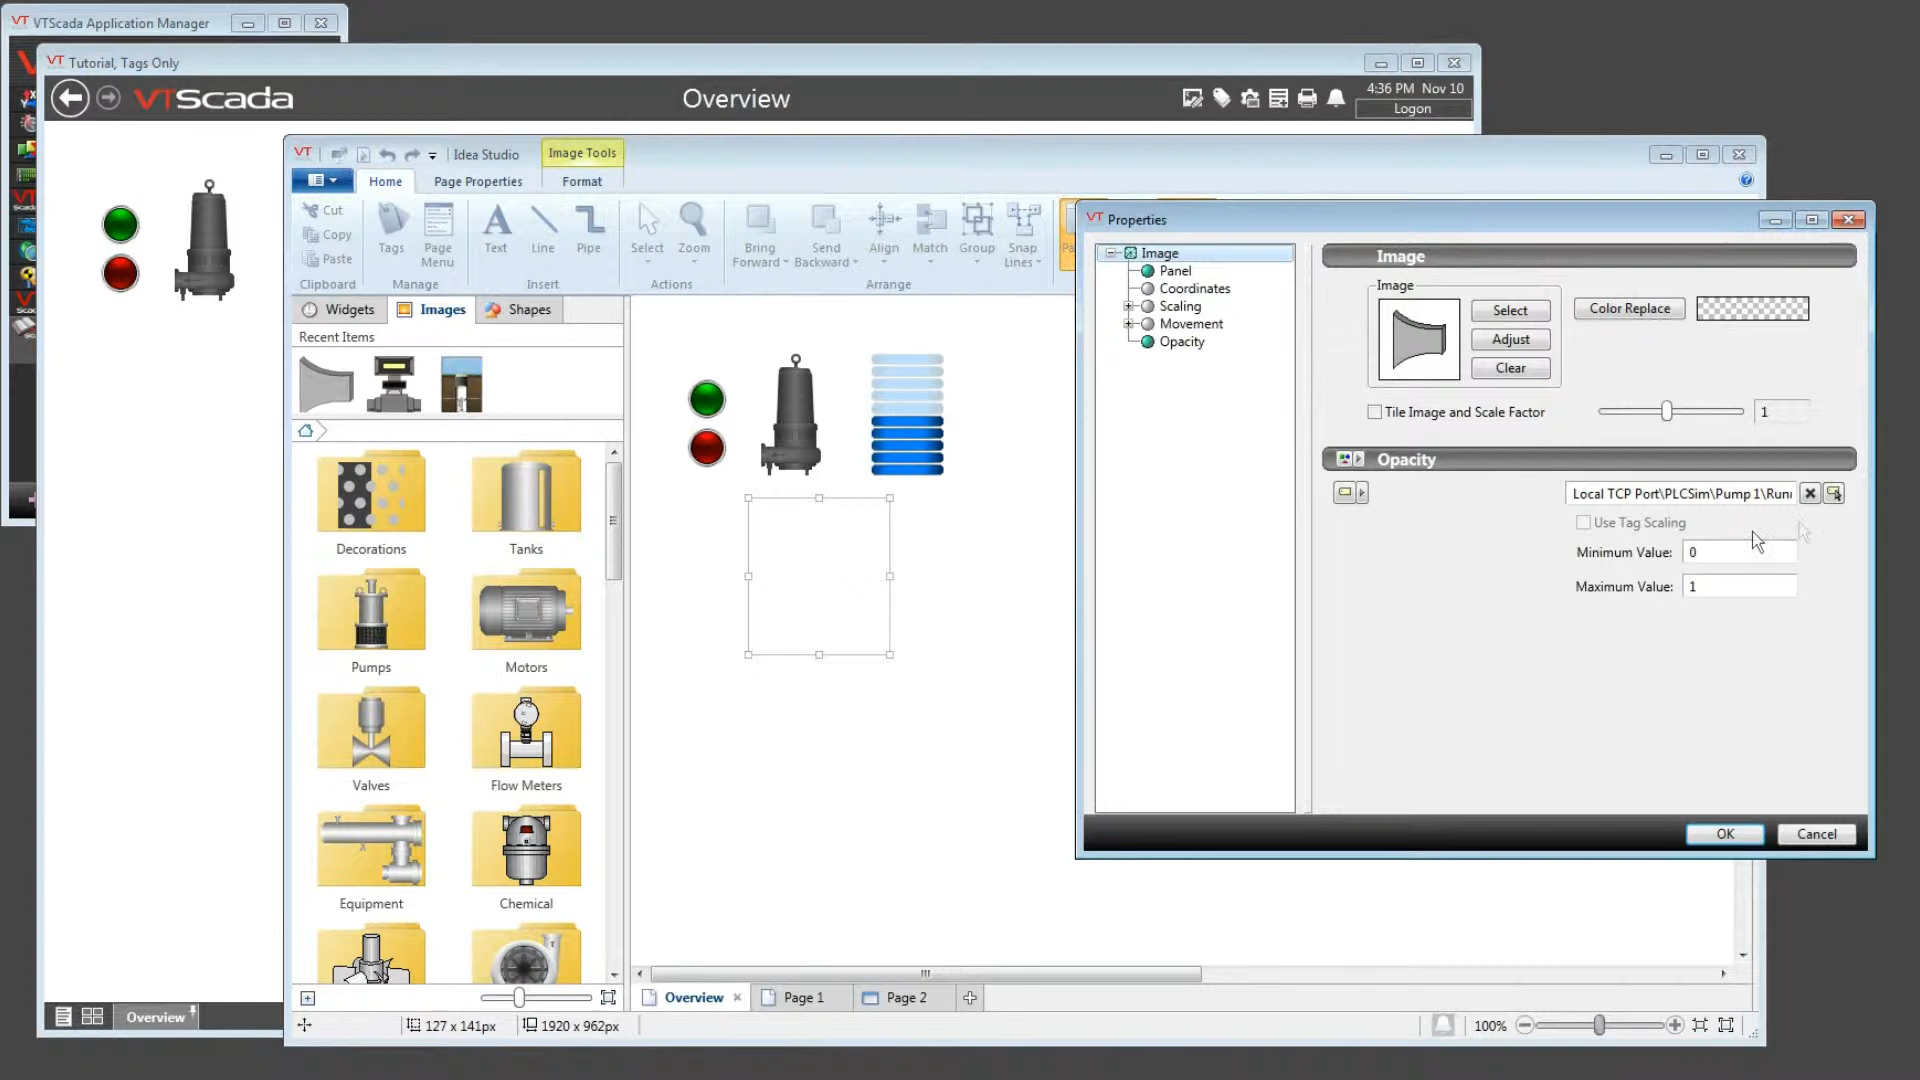 VT VTScada Application Manager
VT Tutorial, Tags Only
VTScada
Overview
4:36 PM Nov 10
Logon
VT
Idea Studio
Image Tools
Home
Page Properties
Format
Cut
Copy
Paste
Clipboard
Tags
Page
Menu
Manage
Text
Line
Pipe
Insert
Select
Zoom
Actions
Bring
Forward
Send
Backward
Align
Match
Group
Snap
Lines
Arrange
Widgets
Images
Shapes
Recent Items
Decorations
Tanks
Pumps
Motors
Valves
Flow Meters
Equipment
Chemical
VT Properties
Image
Panel
Coordinates
Scaling
Movement
Opacity
Image
Image
Select
Adjust
Clear
Color Replace
Tile Image and Scale Factor
1
Opacity
Local TCP Port\PLCSim\Pump 1\Runn
Use Tag Scaling
Minimum Value: 0
Maximum Value: 1
OK
Cancel
Overview
Page 1
Page 2
127 x 141px
1920 x 962px
100%
Overview